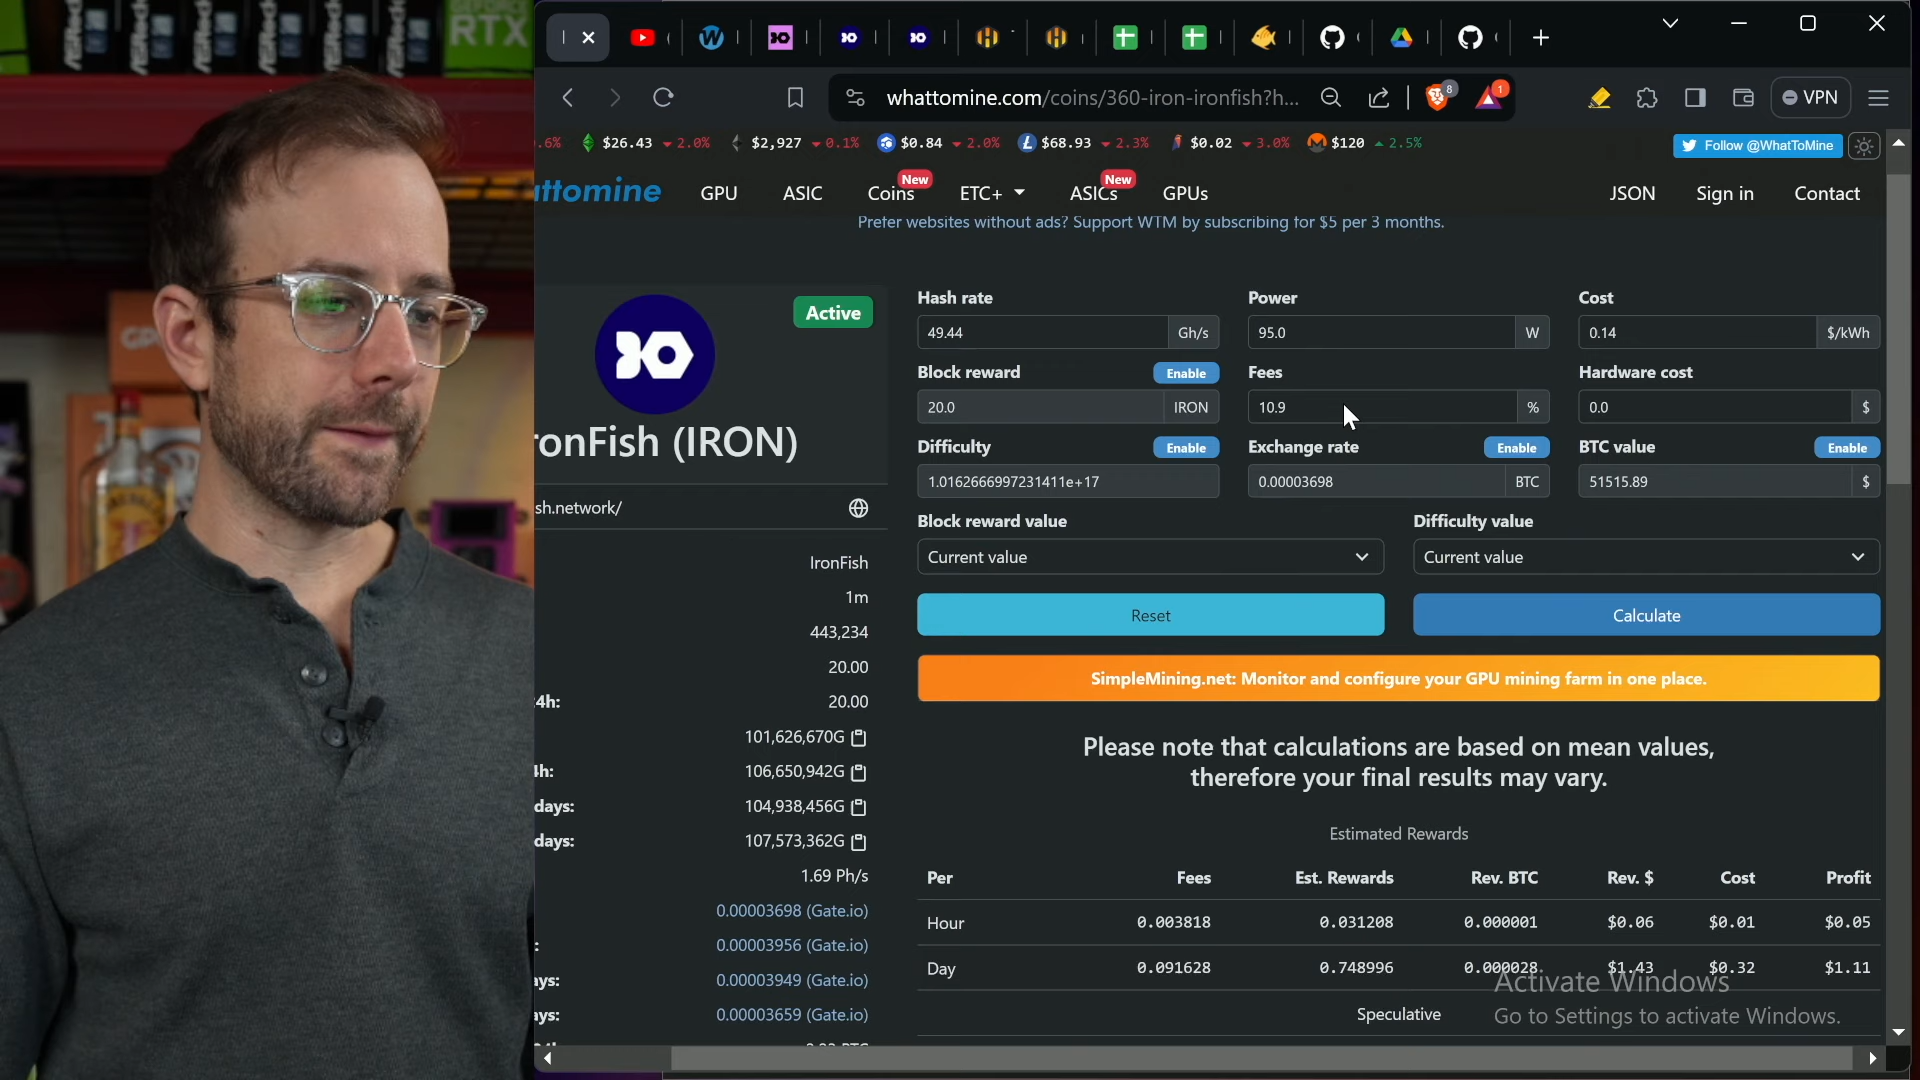 RTX
whattomine.com/coins/360-iron-ironfish?h...
8
1
VPN
.6% $26.43 2.0% $2,927 0.1% $0.84 2.0% $68.93 2.3% $0.02 3.0% $120 2.5%
Follow @WhatToMine
ttomine GPU ASIC Coins New ETC+ ASICs New GPUs JSON Sign in Contact
Prefer websites without ads? Support WTM by subscribing for $5 per 3 months.
Active
ronFish (IRON)
sh.network/
IronFish
1m
443,234
20.00
4h: 20.00
101,626,670G
4h: 106,650,942G
days: 104,938,456G
days: 107,573,362G
1.69 Ph/s
0.00003698 (Gate.io)
: 0.00003956 (Gate.io)
ys: 0.00003949 (Gate.io)
ays: 0.00003659 (Gate.io)
Hash rate Power Cost
49.44 Gh/s 95.0 W 0.14 $/kWh
Block reward Enable Fees Hardware cost
20.0 IRON 10.9 % 0.0 $
Difficulty Enable Exchange rate Enable BTC value Enable
1.0162666997231411e+17 0.00003698 BTC 51515.89 $
Block reward value Difficulty value
Current value Current value
Reset Calculate
SimpleMining.net: Monitor and configure your GPU mining farm in one place.
Please note that calculations are based on mean values,
therefore your final results may vary.
Estimated Rewards
Per Fees Est. Rewards Rev. BTC Rev. $ Cost Profit
Hour 0.003818 0.031208 0.000001 $0.06 $0.01 $0.05
Day 0.091628 0.748996 0.000028 $1.43 $0.32 $1.11
Speculative
Activate Windows
Go to Settings to activate Windows.